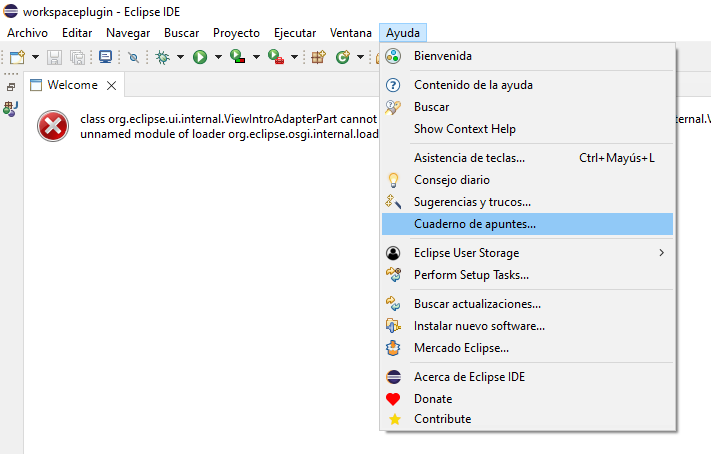 workspaceplugin - Eclipse IDE
Archivo Editar Navegar Buscar Proyecto Ejecutar Ventana Ayuda
Welcome
class org.eclipse.ui.internal.ViewIntroAdapterPart cannot
unnamed module of loader org.eclipse.osgi.internal.load
Bienvenida
Contenido de la ayuda
Buscar
Show Context Help
Asistencia de teclas... Ctrl+Mayús+L
Consejo diario
Sugerencias y trucos...
Cuaderno de apuntes...
Eclipse User Storage
Perform Setup Tasks...
Buscar actualizaciones...
Instalar nuevo software...
Mercado Eclipse...
Acerca de Eclipse IDE
Donate
Contribute